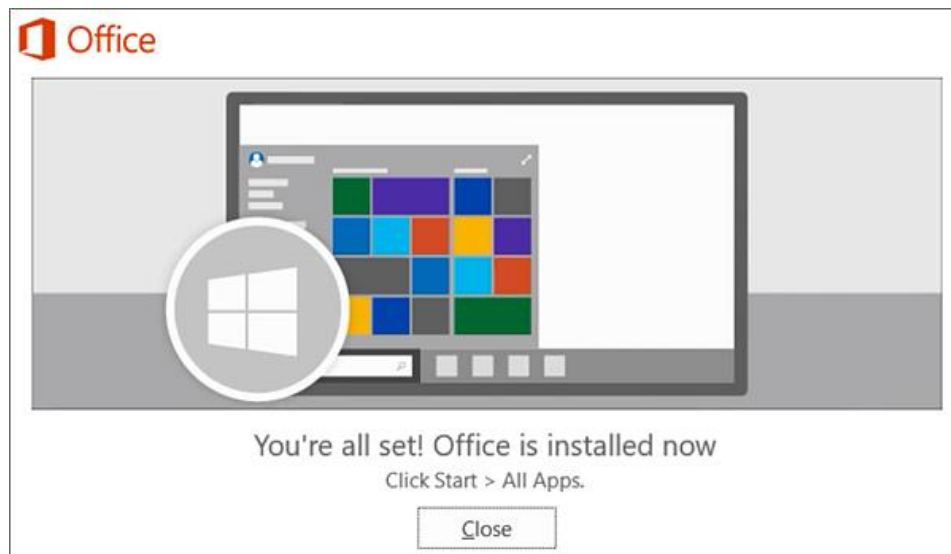 Office
You're all set! Office is installed now
Click Start > All Apps.
Close